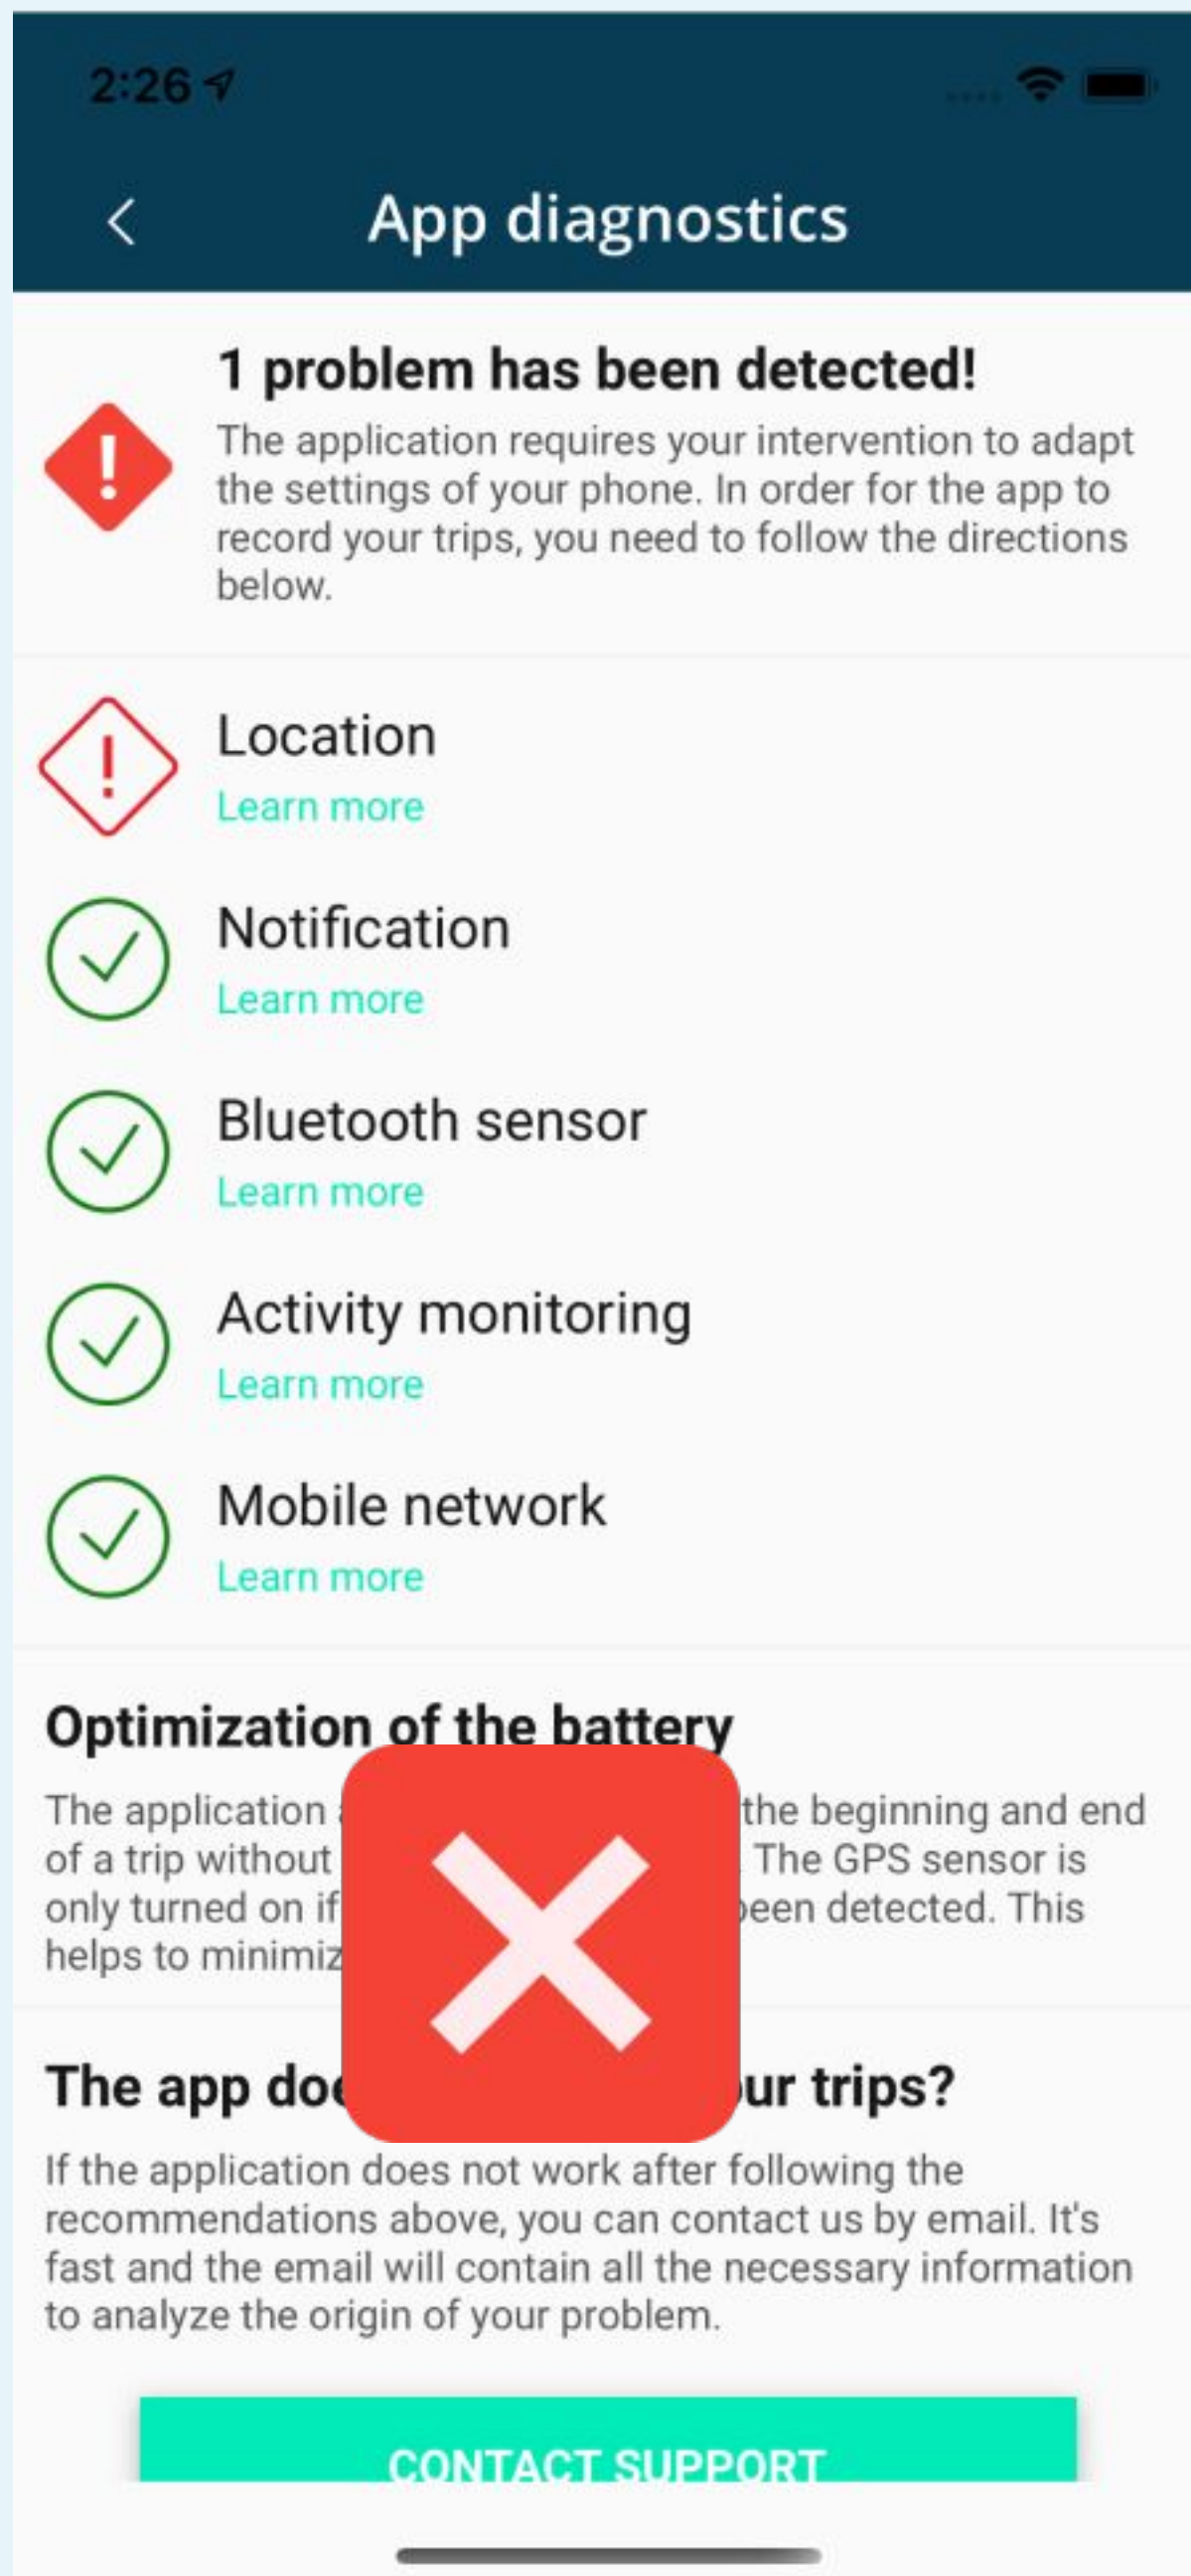 2:26
App diagnostics
1 problem has been detected!
The application requires your intervention to adapt
the settings of your phone. In order for the app to
record your trips, you need to follow the directions
below.
Location
Learn more
Notification
Learn more
Bluetooth sensor
Learn more
Activity monitoring
Learn more
Mobile network
Learn more
Optimization of the battery
The application the beginning and end
of a trip without The GPS sensor is
only turned on if detected. This
helps to
The app trips?
If the application does not work after following the
recommendations above, you can contact us by email. It's
fast and the email will contain all the necessary information
to analyze the origin of your problem.
CONTACT SUPPORT